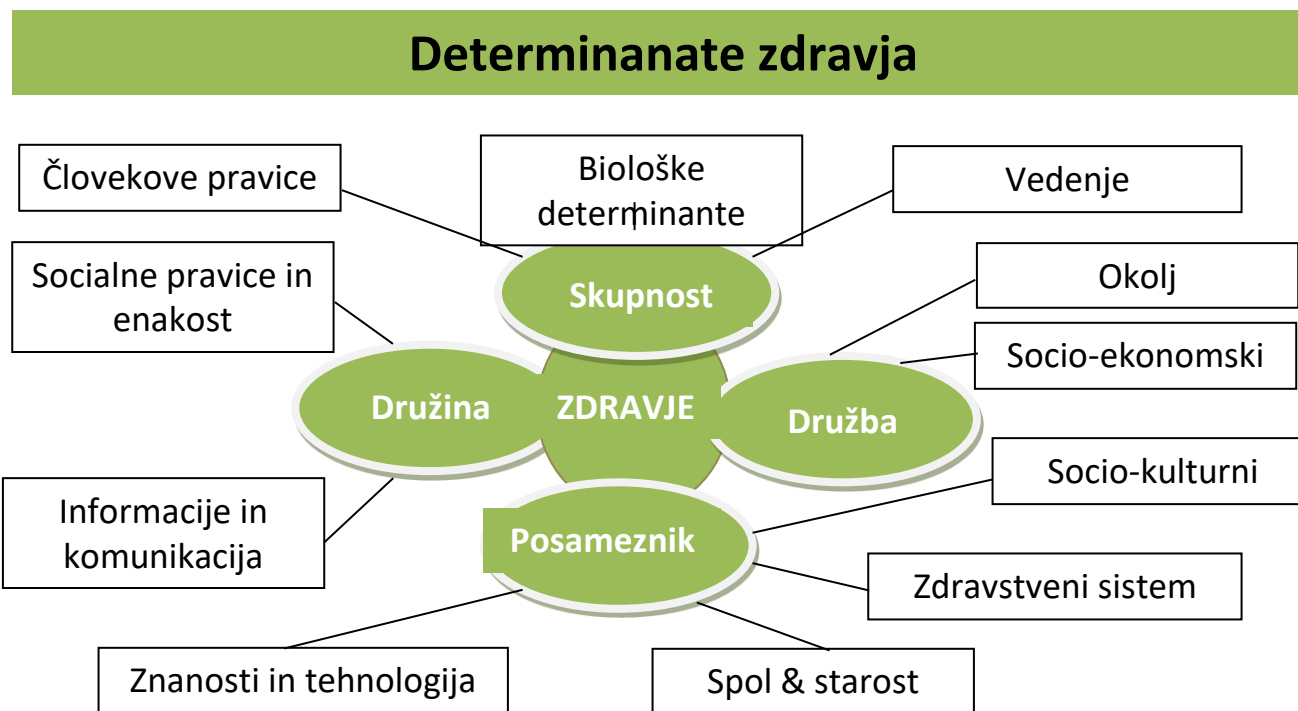 Determinanate zdravja
Človekove pravice
Biološke
determinante
Vedenje
Socialne pravice in
enakost
Skupnost
Okolj
Socio-ekonomski
Družina
ZDRAVJE
Družba
Socio-kulturni
Informacije in
komunikacija
Posameznik
Zdravstveni sistem
Znanosti in tehnologija
Spol & starost